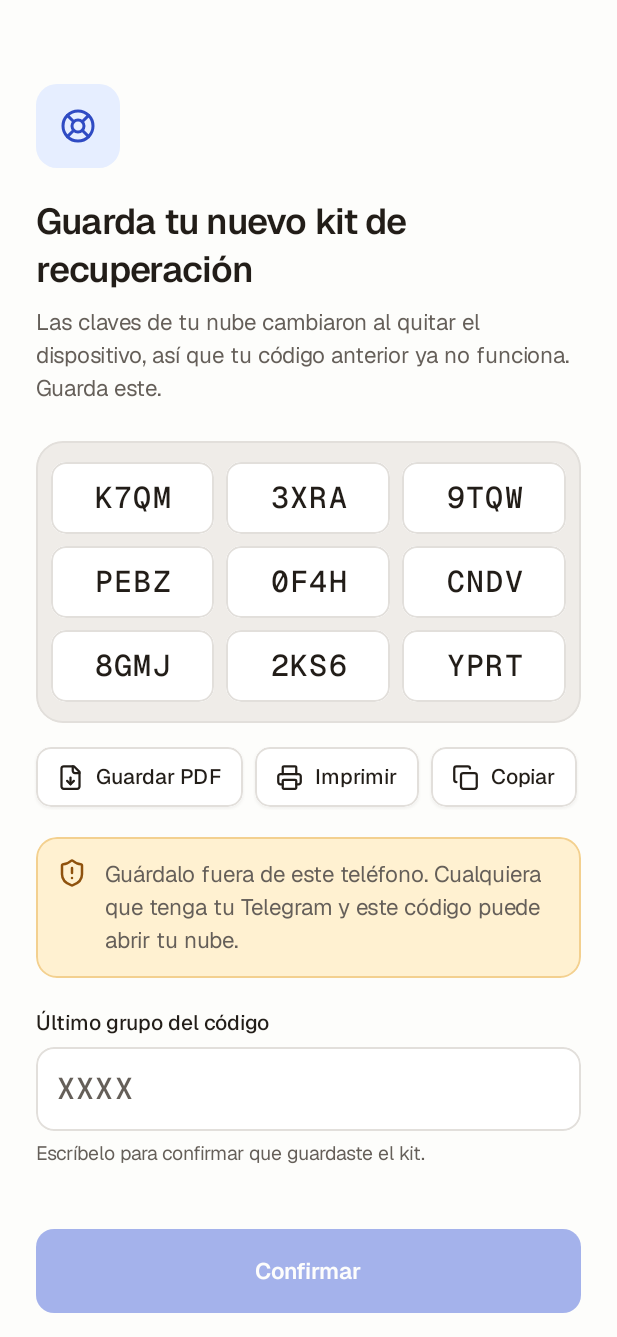 Guarda tu nuevo kit de
recuperación
Las claves de tu nube cambiaron al quitar el
dispositivo, así que tu código anterior ya no funciona.
Guarda este.
K7QM 3XRA 9TQW
PEBZ 0F4H CNDV
8GMJ 2KS6 YPRT
Guardar PDF Imprimir Copiar
Guárdalo fuera de este teléfono. Cualquiera
que tenga tu Telegram y este código puede
abrir tu nube.
Último grupo del código
XXXX
Escríbelo para confirmar que guardaste el kit.
Confirmar